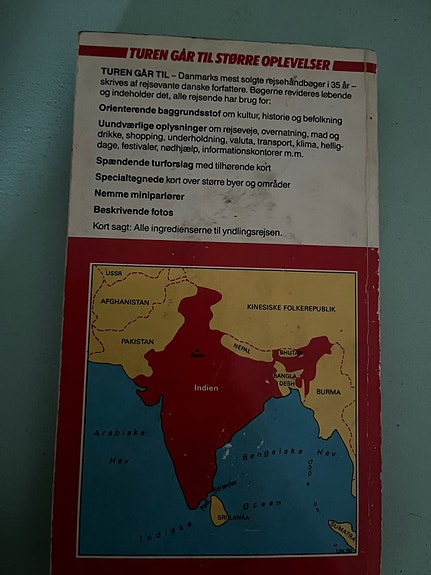 TUREN GÅR TIL STØRRE OPLEVELSER
TUREN GÅR TIL – Danmarks mest solgte rejsehåndbøger i 35 år –
skrives af rejsevante danske forfattere. Bøgerne revideres løbende
og indeholder det, alle rejsende har brug for:
Orienterende baggrundsstof om kultur, historie og befolkning
Uundværlige oplysninger om rejseveje, overnatning, mad og
drikke, shopping, underholdning, valuta, transport, klima, hellig-
dage, festivaler, nødhjælp, informationskontorer m.m.
Spændende turforslag med tilhørende kort
Specialtegnede kort over større byer og områder
Nemme miniparlører
Beskrivende fotos
Kort sagt: Alle ingredienserne til yndlingsrejsen.
USSR
AFGHANISTAN
KINESISKE FOLKEREPUBLIK
PAKISTAN
NEPAL
BHUTAN
Delhi
BANGLA
DESH
Indien
BURMA
Arabiske
Hav
Bengalske Hav
SRI LANKA
Indiske Ocean
SUMATRA